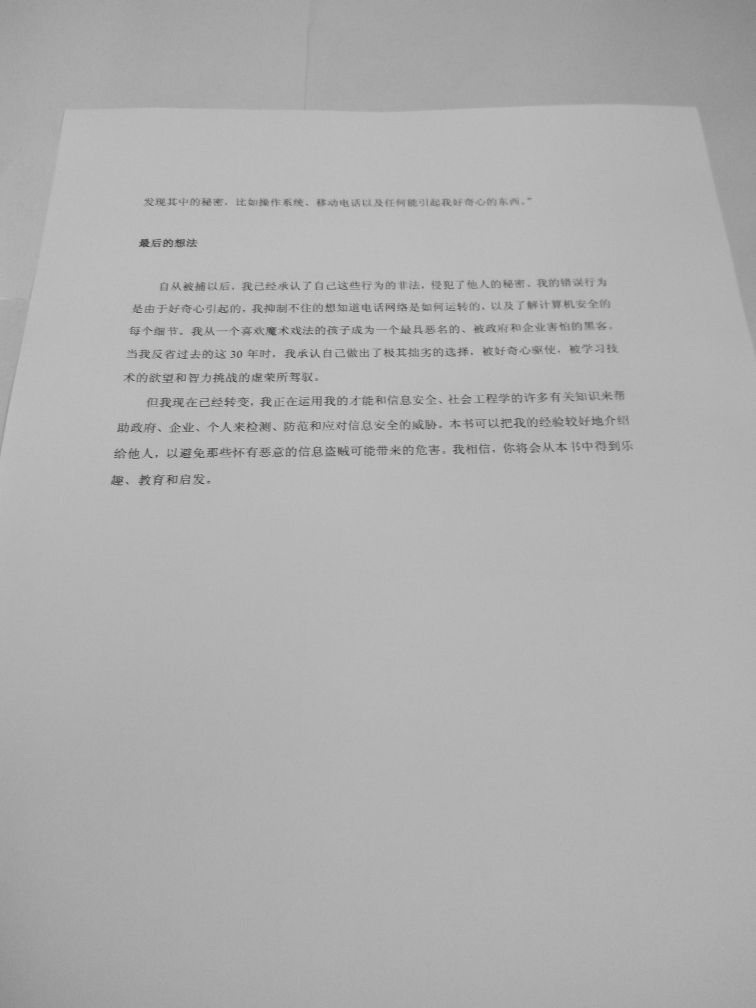 发现其中的秘密，比如操作系统、移动电话以及任何能引起我好奇心的东西。”
最后的想法
自从被捕以后，我已经承认了自己这些行为的非法，侵犯了他人的秘密。我的错误行为
是由于好奇心引起的，我抑制不住的想知道电话网络是如何运转的，以及了解计算机安全的
每个细节。我从一个喜欢魔术戏法的孩子成为一个最具恶名的、被政府和企业害怕的黑客。
当我反省过去的这 30 年时，我承认自己做出了极其拙劣的选择，被好奇心驱使，被学习技
术的欲望和智力挑战的虚荣所驾驭。
但我现在已经转变，我正在运用我的才能和信息安全、社会工程学的许多有关知识来帮
助政府、企业、个人来检测、防范和应对信息安全的威胁。本书可以把我的经验较好地介绍
给他人，以避免那些怀有恶意的信息盗贼可能带来的危害。我相信，你将会从本书中得到乐
趣、教育和启发。